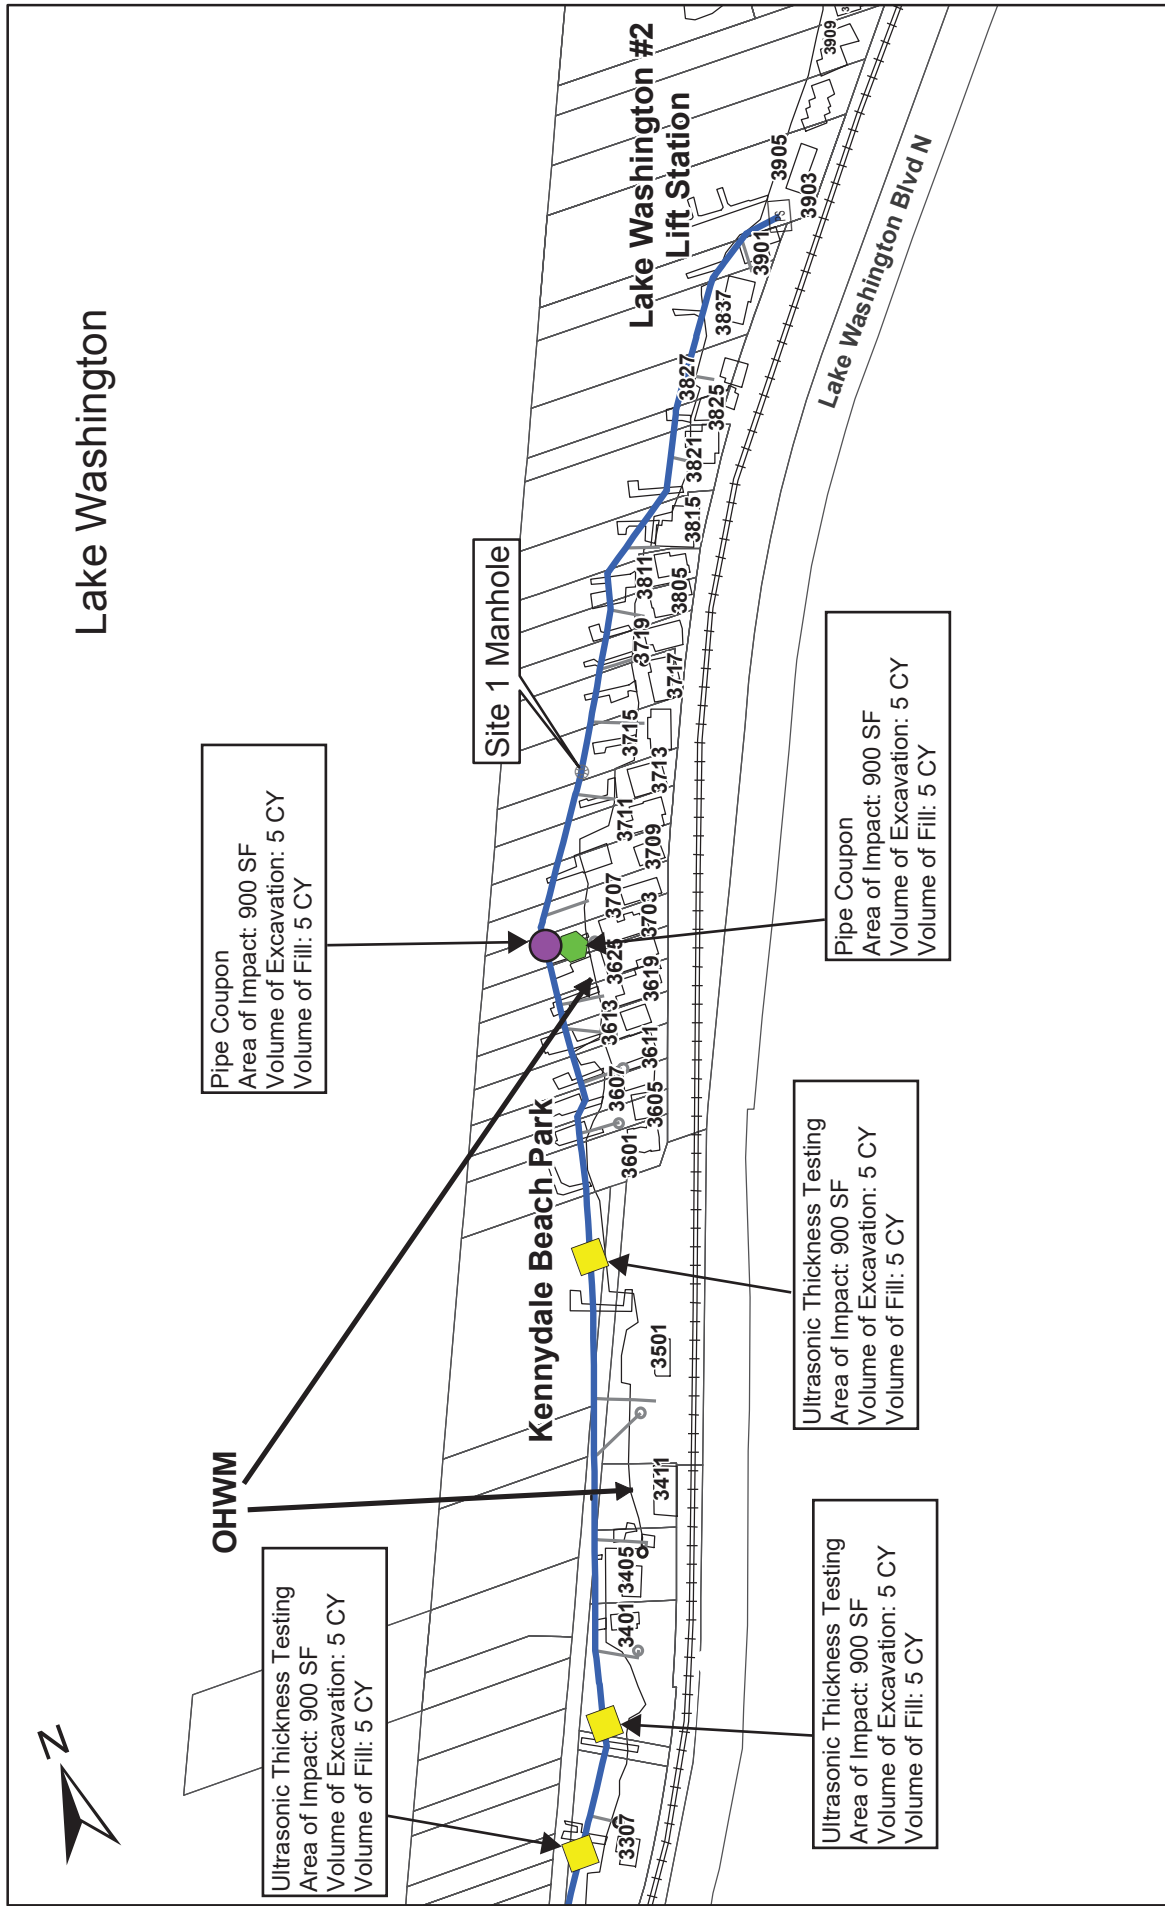 Lake Washington
N
OHWM
Ultrasonic Thickness Testing
Area of Impact: 900 SF
Volume of Excavation: 5 CY
Volume of Fill: 5 CY
Pipe Coupon
Area of Impact: 900 SF
Volume of Excavation: 5 CY
Volume of Fill: 5 CY
Site 1 Manhole
Kennydale Beach Park
Lake Washington #2
Lift Station
3307
3401
3405
3411
3501
3601
3605
3607
3611
3613
3619
3625
3703
3707
3709
3711
3713
3715
3717
3719
3805
3811
3815
3821
3825
3827
3837
3901
3903
3905
3909
Lake Washington Blvd N
Ultrasonic Thickness Testing
Area of Impact: 900 SF
Volume of Excavation: 5 CY
Volume of Fill: 5 CY
Ultrasonic Thickness Testing
Area of Impact: 900 SF
Volume of Excavation: 5 CY
Volume of Fill: 5 CY
Pipe Coupon
Area of Impact: 900 SF
Volume of Excavation: 5 CY
Volume of Fill: 5 CY